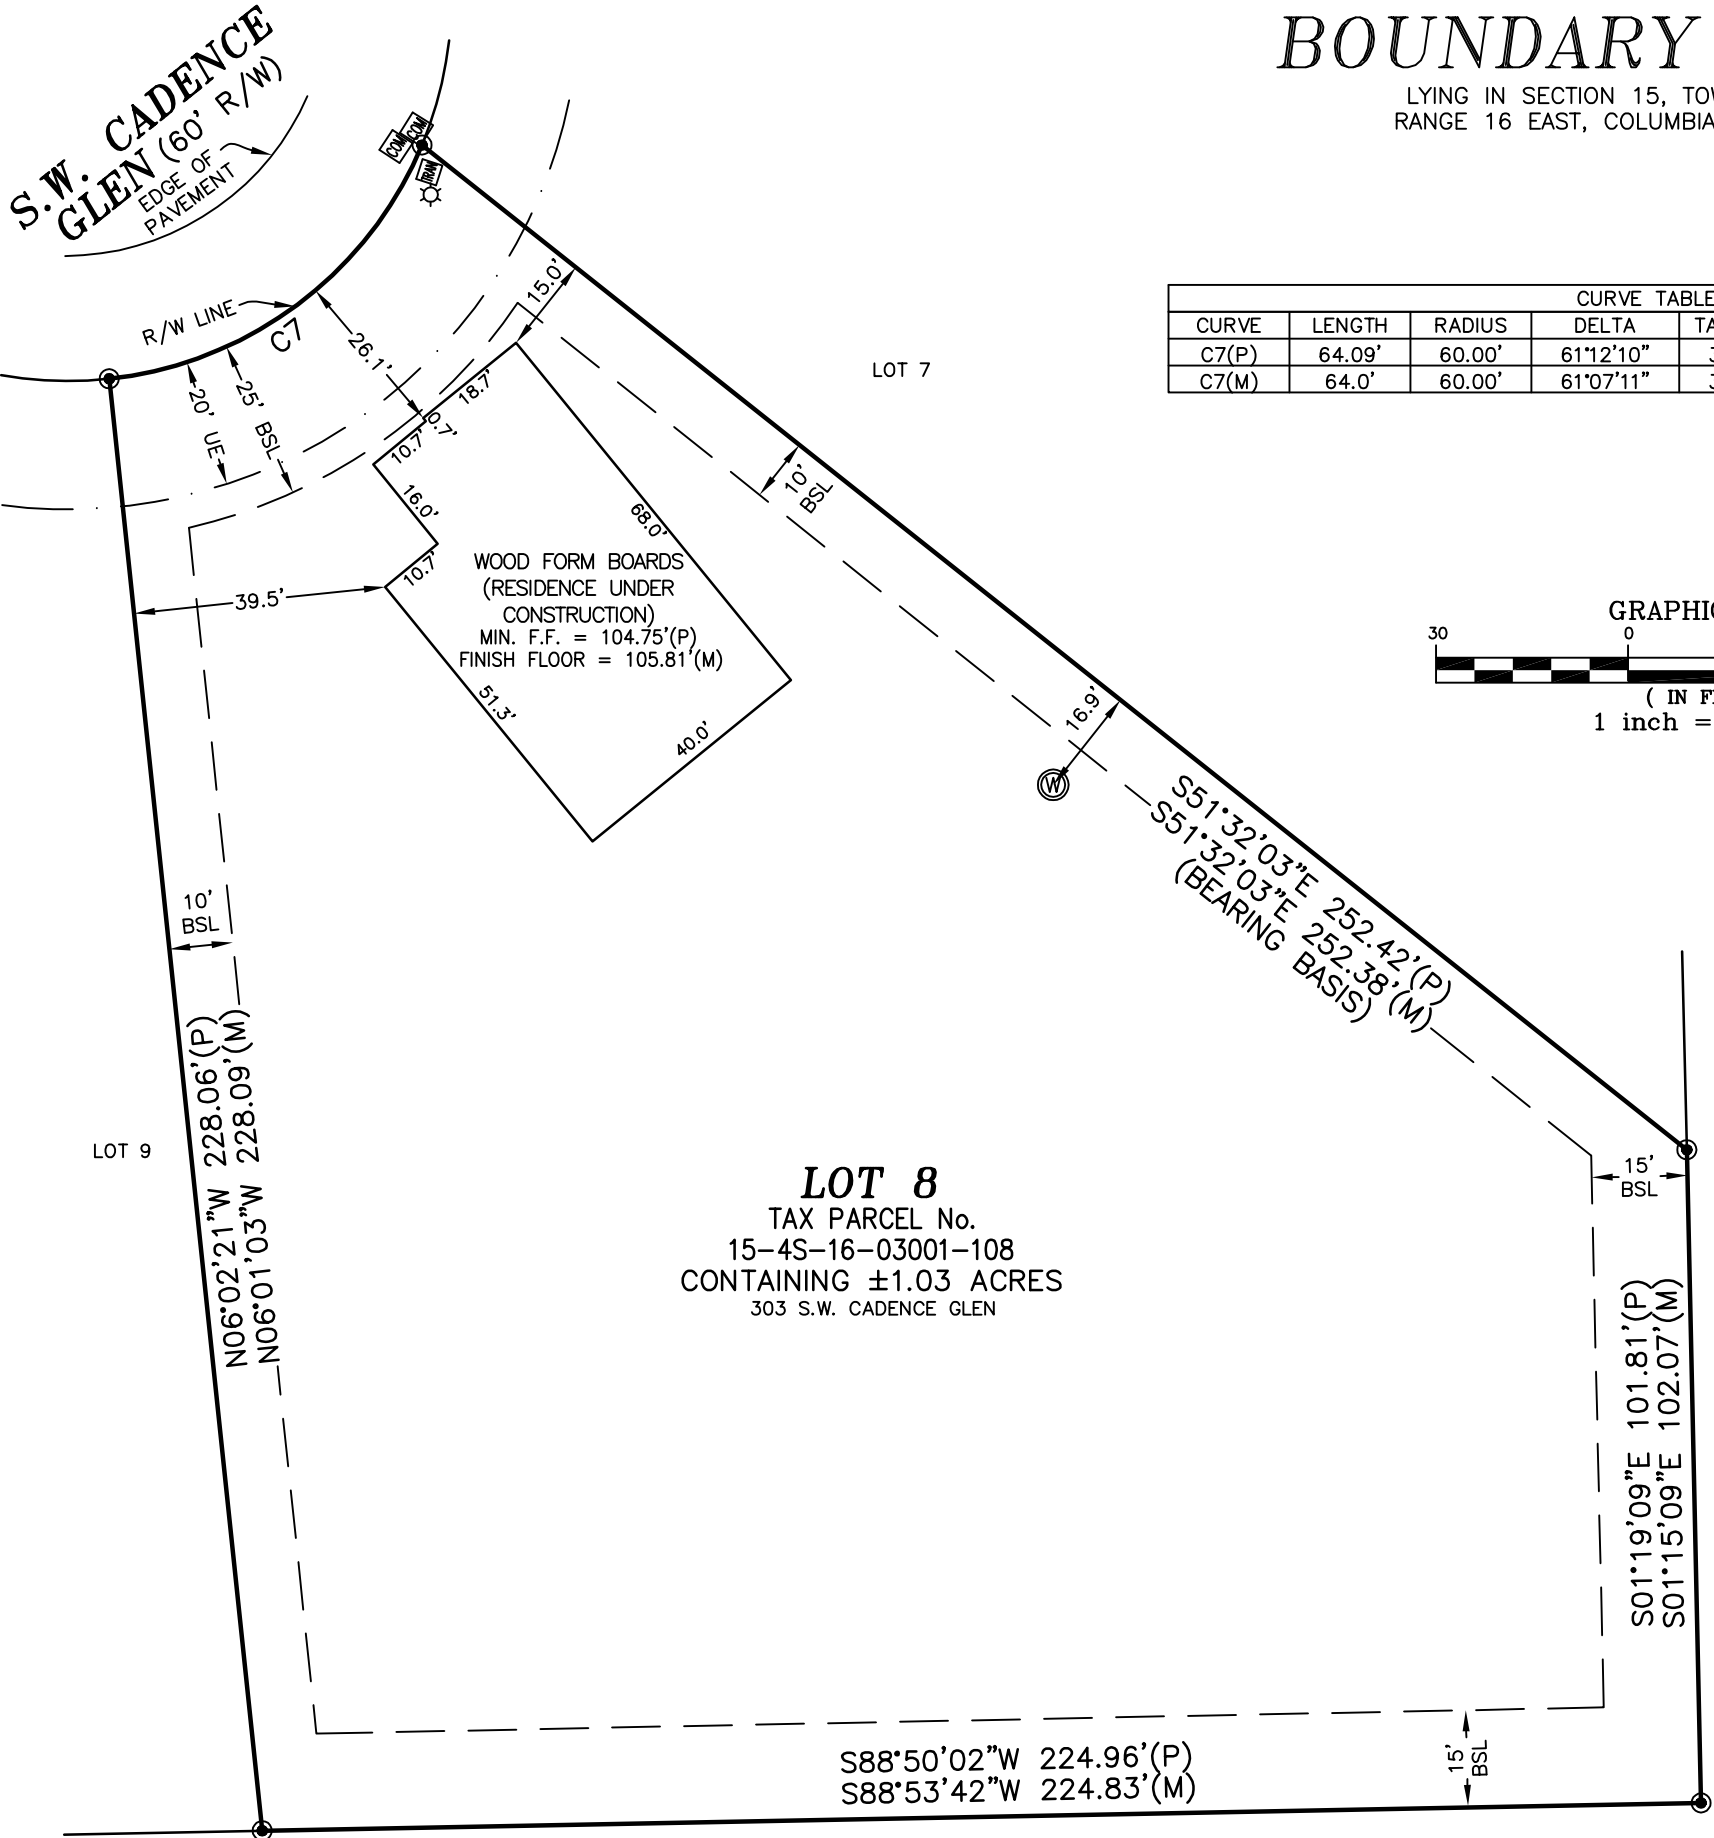 BOUNDARY
LYING IN SECTION 15, TOW
RANGE 16 EAST, COLUMBIA
S.W. CADENCE
GLEN (60' R/W)
EDGE OF
PAVEMENT
COM
COM
TRAN
R/W LINE
C7
20' UE
25' BSL
26.1'
15.0'
18.7'
0.7'
10.7'
16.0'
10.7'
68.0'
39.5'
51.3'
40.0'
WOOD FORM BOARDS
(RESIDENCE UNDER
CONSTRUCTION)
MIN. F.F. = 104.75'(P)
FINISH FLOOR = 105.81'(M)
LOT 7
CURVE TABLE
CURVE LENGTH RADIUS DELTA TA
C7(P) 64.09' 60.00' 61°12'10" 3
C7(M) 64.0' 60.00' 61°07'11" 3
10'
BSL
GRAPHIC
30 0
( IN F
1 inch =
16.9'
W
S51°32'03"E 252.42'(P)
S51°32'03"E 252.38'(M)
(BEARING BASIS)
10'
BSL
N06°02'21"W 228.06'(P)
N06°01'03"W 228.09'(M)
LOT 9
LOT 8
TAX PARCEL No.
15-4S-16-03001-108
CONTAINING ±1.03 ACRES
303 S.W. CADENCE GLEN
15'
BSL
S01°19'09"E 101.81'(P)
S01°15'09"E 102.07'(M)
S88°50'02"W 224.96'(P)
S88°53'42"W 224.83'(M)
15'
BSL